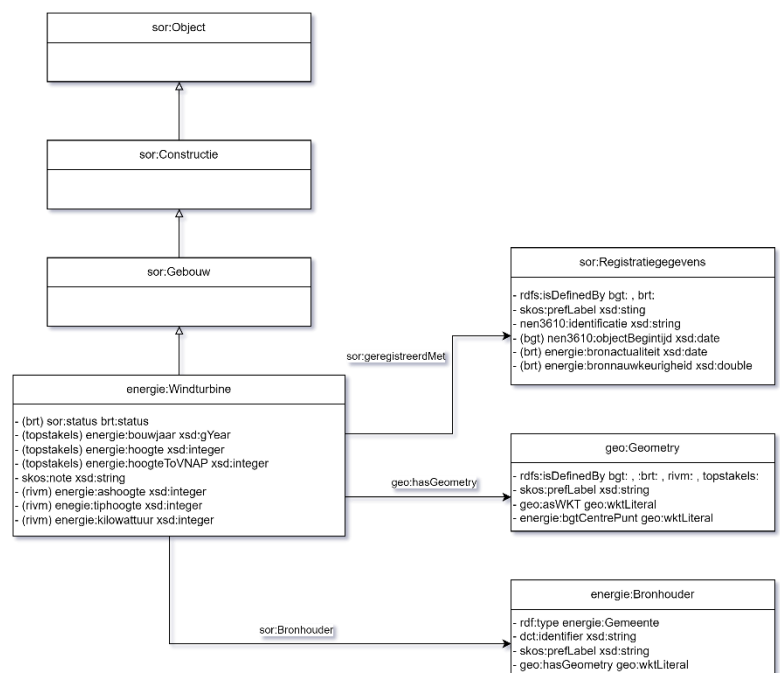 sor:Object
sor:Constructie
sor:Gebouw
energie:Windturbine
- (brt) sor:status brt:status
- (topstakels) energie:bouwjaar xsd:gYear
- (topstakels) energie:hoogte xsd:integer
- (topstakels) energie:hoogteToVNAP xsd:integer
- skos:note xsd:string
- (rivm) energie:ashoogte xsd:integer
- (rivm) enegie:tiphoogte xsd:integer
- (rivm) energie:kilowattuur xsd:integer
sor:geregistreerdMet
sor:Registratiegegevens
- rdfs:isDefinedBy bgt: , brt:
- skos:prefLabel xsd:sting
- nen3610:identificatie xsd:string
- (bgt) nen3610:objectBegintijd xsd:date
- (brt) energie:bronactualiteit xsd:date
- (brt) energie:bronnauwkeurigheid xsd:double
geo:hasGeometry
geo:Geometry
- rdfs:isDefinedBy bgt: , :brt: , rivm: , topstakels:
- skos:prefLabel xsd:string
- geo:asWKT geo:wktLiteral
- energie:bgtCentrePunt geo:wktLiteral
sor:Bronhouder
energie:Bronhouder
- rdf:type energie:Gemeente
- dct:identifier xsd:string
- skos:prefLabel xsd:string
- geo:hasGeometry geo:wktLiteral